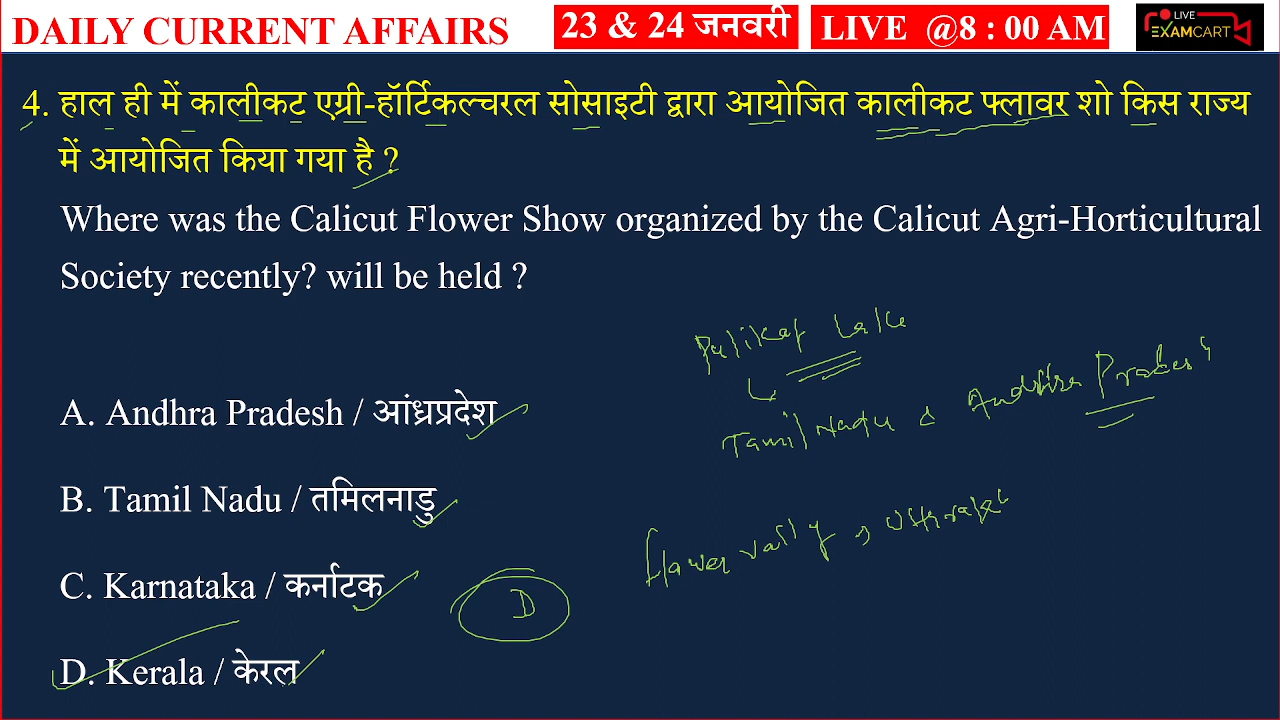 DAILY CURRENT AFFAIRS
23 & 24 जनवरी
LIVE @8 : 00 AM
LIVE
EXAMCART
4. हाल ही में कालीकट एग्री-हॉर्टिकल्चरल सोसाइटी द्वारा आयोजित कालीकट फ्लावर शो किस राज्य
में आयोजित किया गया है ?
Where was the Calicut Flower Show organized by the Calicut Agri-Horticultural
Society recently? will be held ?
Pulikat Lake
Tamil Nadu & Andhra Prades
A. Andhra Pradesh / आंध्रप्रदेश
B. Tamil Nadu / तमिलनाडु
flower vally
C. Karnataka / कर्नाटक
D
D. Kerala / केरल